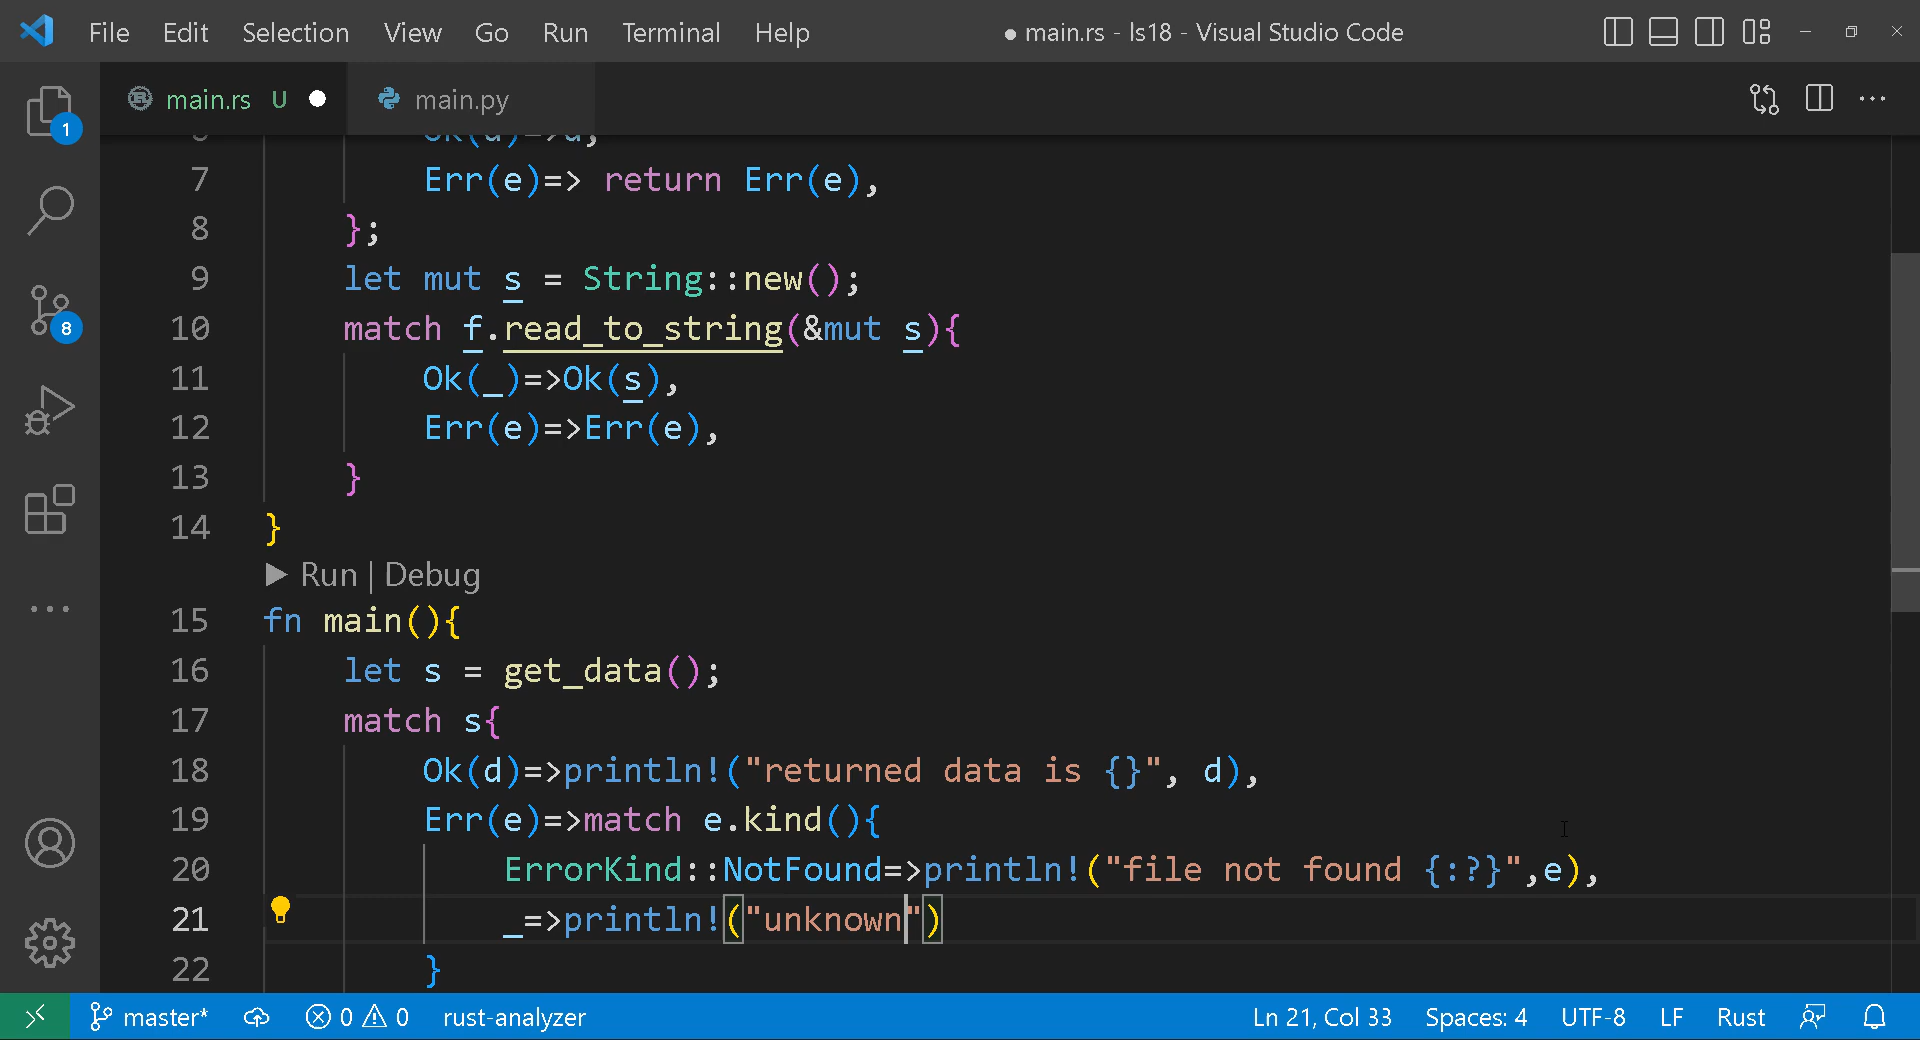 File Edit Selection View Go Run Terminal Help ● main.rs - ls18 - Visual Studio Code
main.rs U ● main.py
1
8
6 Ok(d)=>d,
7 Err(e)=> return Err(e),
8 };
9 let mut s = String::new();
10 match f.read_to_string(&mut s){
11 Ok(_)=>Ok(s),
12 Err(e)=>Err(e),
13 }
14 }
Run | Debug
15 fn main(){
16 let s = get_data();
17 match s{
18 Ok(d)=>println!("returned data is {}", d),
19 Err(e)=>match e.kind(){
20 ErrorKind::NotFound=>println!("file not found {:?}",e),
21 _=>println!("unknown")
22 }
master* 0 0 rust-analyzer Ln 21, Col 33 Spaces: 4 UTF-8 LF Rust